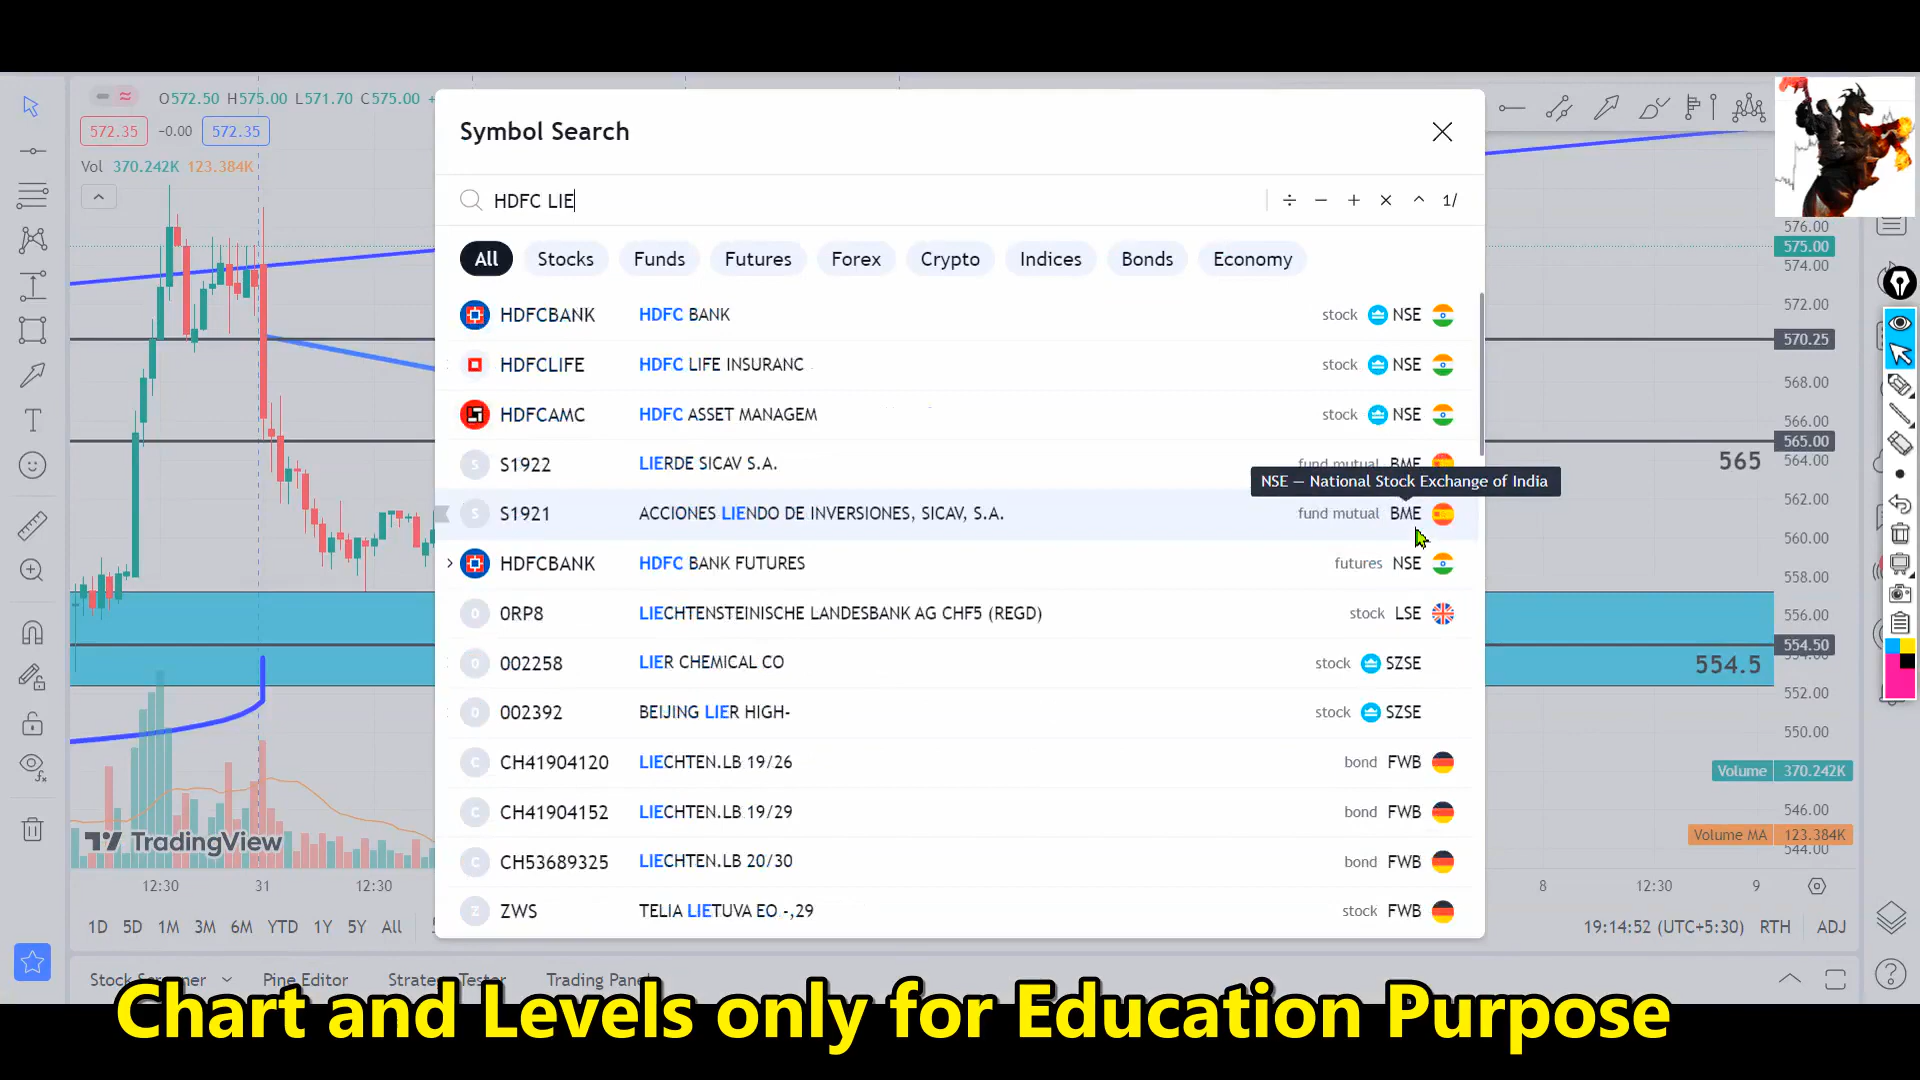 O572.50 H575.00 L571.70 C575.00 +
572.35 −0.00 572.35
Vol 370.242K 123.384K
Symbol Search
HDFC LIE
1/
All Stocks Funds Futures Forex Crypto Indices Bonds Economy
HDFCBANK HDFC BANK stock NSE
HDFCLIFE HDFC LIFE INSURANC stock NSE
HDFCAMC HDFC ASSET MANAGEM stock NSE
S S1922 LIERDE SICAV S.A. fund mutual BME
NSE — National Stock Exchange of India
S S1921 ACCIONES LIENDO DE INVERSIONES, SICAV, S.A. fund mutual BME
HDFCBANK HDFC BANK FUTURES futures NSE
0 0RP8 LIECHTENSTEINISCHE LANDESBANK AG CHF5 (REGD) stock LSE
0 002258 LIER CHEMICAL CO stock SZSE
0 002392 BEIJING LIER HIGH- stock SZSE
C CH41904120 LIECHTEN.LB 19/26 bond FWB
C CH41904152 LIECHTEN.LB 19/29 bond FWB
C CH53689325 LIECHTEN.LB 20/30 bond FWB
Z ZWS TELIA LIETUVA EO -,29 stock FWB
576.00
575.00
574.00
572.00
570.25
568.00
566.00
565.00
565
564.00
562.00
560.00
558.00
556.00
554.50
554.5
552.00
550.00
Volume 370.242K
546.00
Volume MA 123.384K
544.00
TradingView
12:30 31 12:30 8 12:30 9
1D 5D 1M 3M 6M YTD 1Y 5Y All 19:14:52 (UTC+5:30) RTH ADJ
Pine Editor
Chart and Levels only for Education Purpose